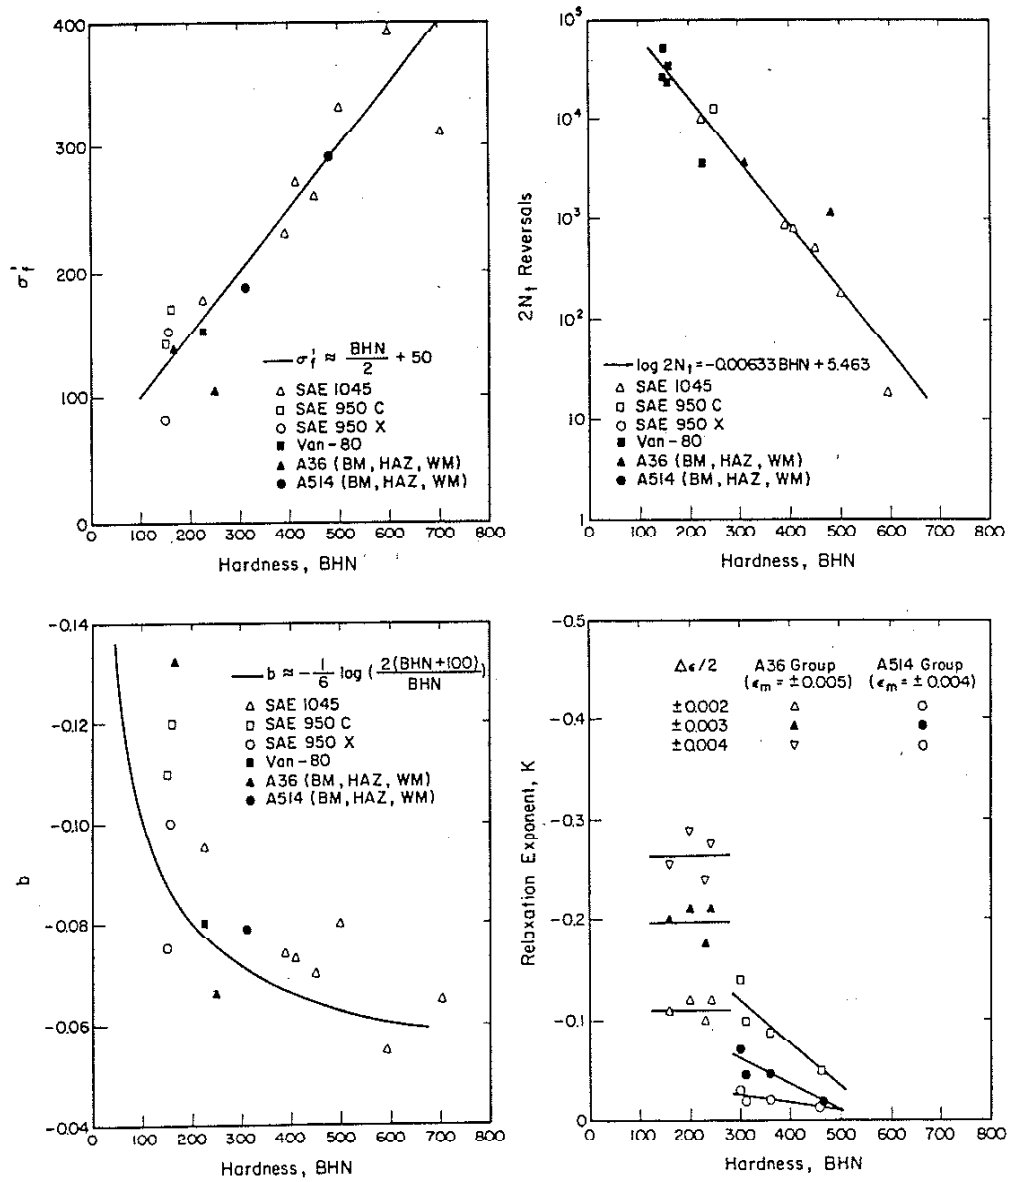 400
300
200
100
0
σ'f
σ'f ≈ BHN/2 + 50
△ SAE 1045
□ SAE 950 C
○ SAE 950 X
■ Van-80
▲ A36 (BM, HAZ, WM)
● A514 (BM, HAZ, WM)
0 100 200 300 400 500 600 700 800
Hardness, BHN
10^5
10^4
10^3
10^2
10
1
2Nt Reversals
log 2Nt = -0.00633 BHN + 5.463
△ SAE 1045
□ SAE 950 C
○ SAE 950 X
■ Van-80
▲ A36 (BM, HAZ, WM)
● A514 (BM, HAZ, WM)
0 100 200 300 400 500 600 700 800
Hardness, BHN
-0.14
-0.12
-0.10
-0.08
-0.06
-0.04
b
b ≈ -1/6 log (2(BHN+100)/BHN)
△ SAE 1045
□ SAE 950 C
○ SAE 950 X
■ Van-80
▲ A36 (BM, HAZ, WM)
● A514 (BM, HAZ, WM)
0 100 200 300 400 500 600 700 800
Hardness, BHN
-0.5
-0.4
-0.3
-0.2
-0.1
0
Relaxation Exponent, K
Δϵ/2 A36 Group A514 Group
(ϵm = ±0.005) (ϵm = ±0.004)
±0.002 △ ○
±0.003 ▲ ●
±0.004 ▽ ○
0 100 200 300 400 500 600 700 800
Hardness, BHN